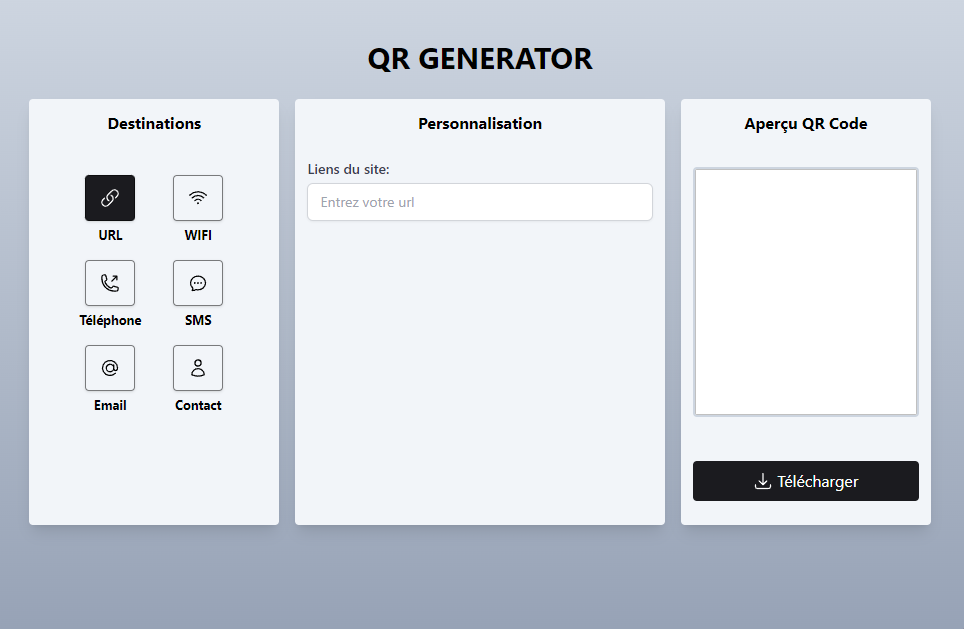 QR GENERATOR
Destinations
URL
WIFI
Téléphone
SMS
Email
Contact
Personnalisation
Liens du site:
Entrez votre url
Aperçu QR Code
Télécharger